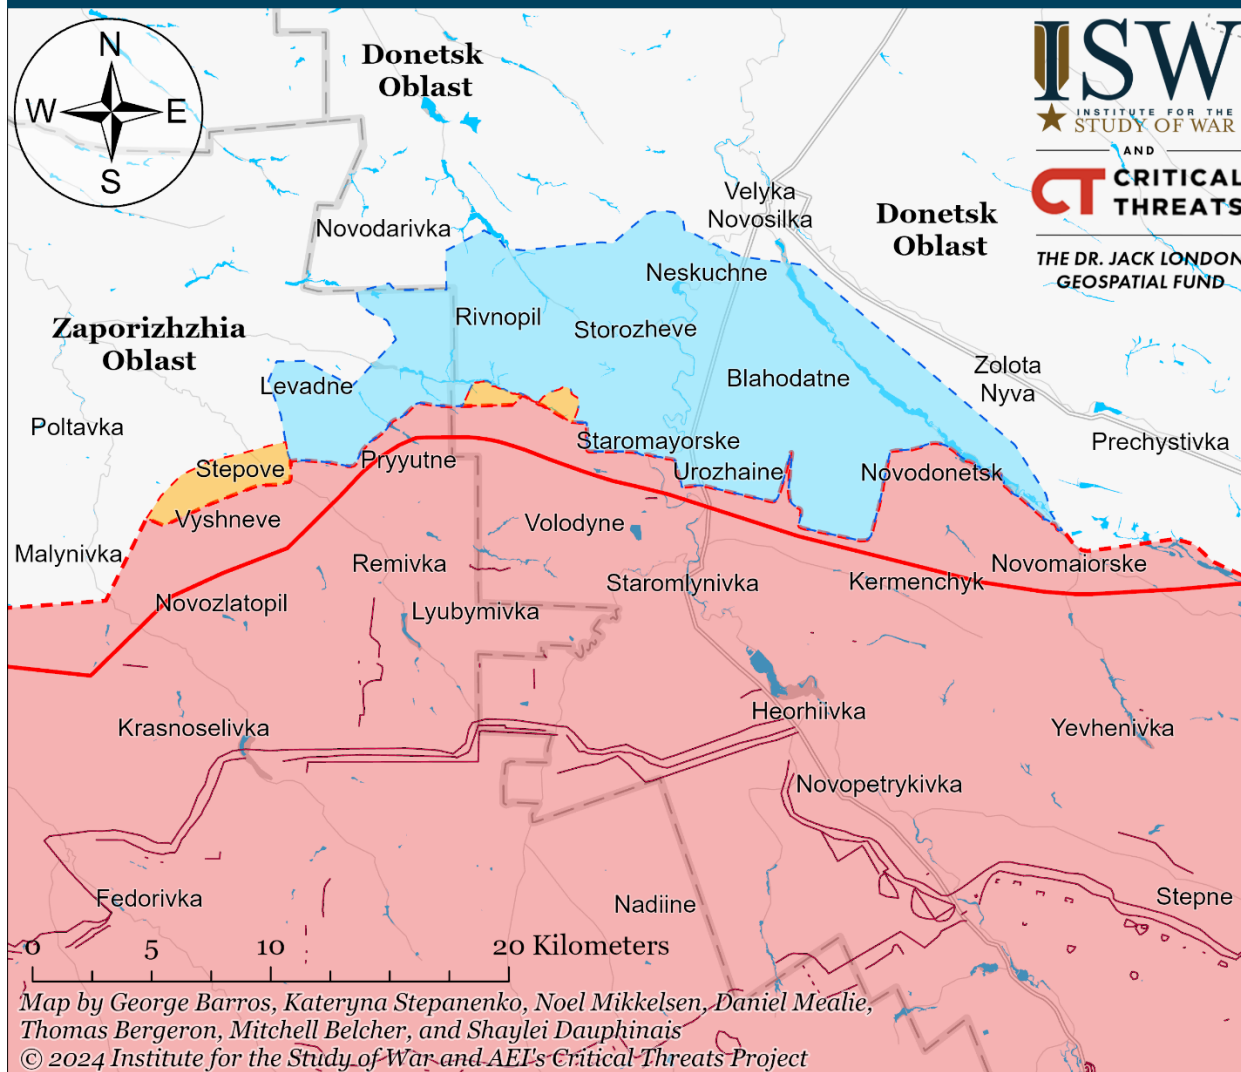 N
W
E
S
Donetsk
Oblast
ISW
INSTITUTE FOR THE
STUDY OF WAR
AND
CT CRITICAL
THREATS
THE DR. JACK LONDON
GEOSPATIAL FUND
Velyka
Novosilka
Donetsk
Oblast
Novodarivka
Neskuchne
Zaporizhzhia
Oblast
Rivnopil
Storozheve
Levadne
Blahodatne
Zolota
Nyva
Poltavka
Staromayorske
Prechystivka
Stepove
Pryyutne
Urozhaine
Novodonetsk
Vyshneve
Volodyne
Malynivka
Remivka
Staromlynivka
Kermenchyk
Novomaiorske
Novozlatopil
Lyubymivka
Krasnoselivka
Heorhiivka
Yevhenivka
Novopetrykivka
Fedorivka
Nadiine
Stepne
0 5 10 20 Kilometers
Map by George Barros, Kateryna Stepanenko, Noel Mikkelsen, Daniel Mealie,
Thomas Bergeron, Mitchell Belcher, and Shaylei Dauphinais
© 2024 Institute for the Study of War and AEI's Critical Threats Project